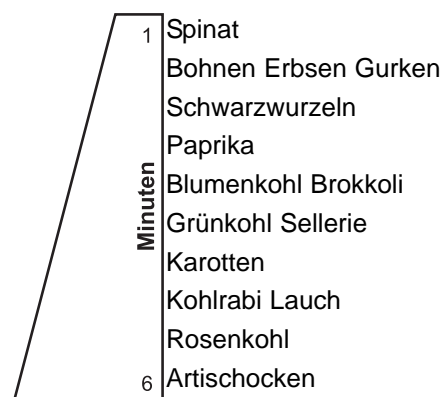 1 Spinat
Bohnen Erbsen Gurken
Schwarzwurzeln
Paprika
Blumenkohl Brokkoli
Grünkohl Sellerie
Karotten
Kohlrabi Lauch
Rosenkohl
6 Artischocken
Minuten